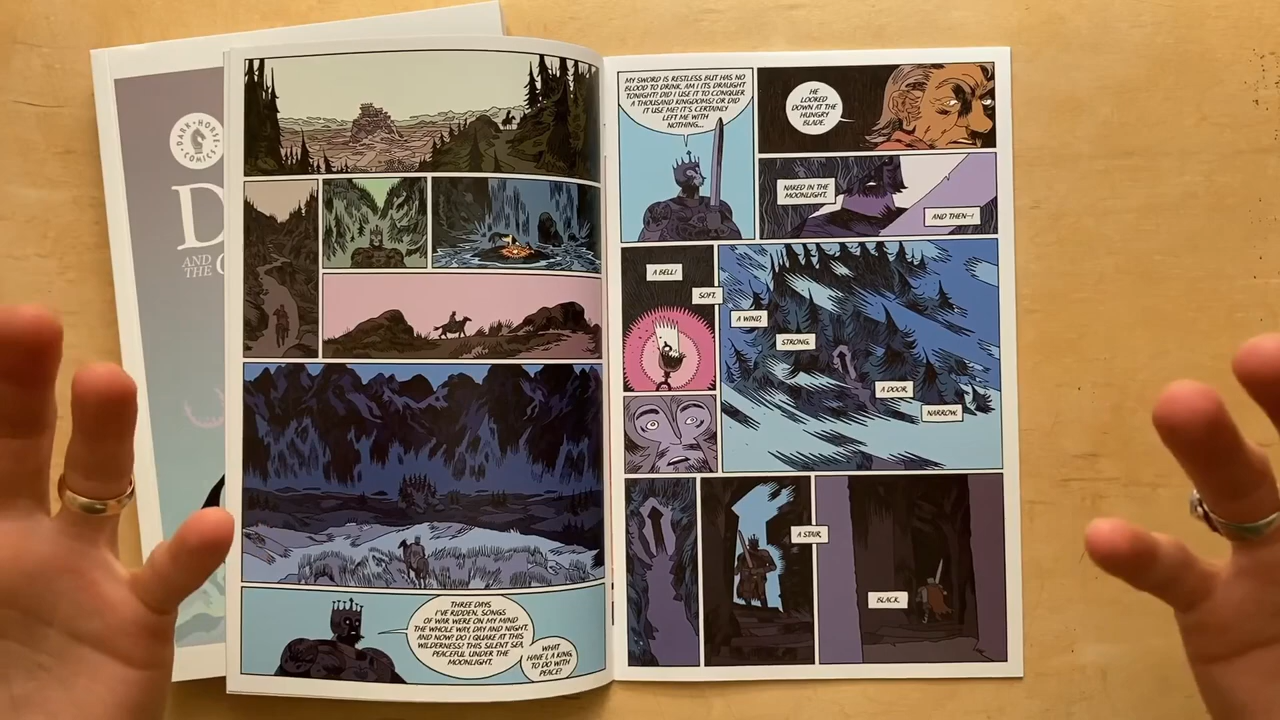 DARK HORSE
COMICS
D
AND
THE
THREE DAYS
I'VE RIDDEN. SONGS
OF WAR WERE ON MY MIND
THE WHOLE WAY, DAY AND NIGHT.
AND NOW? DO I QUAKE AT THIS
WILDERNESS? THIS SILENT SEA,
PEACEFUL UNDER THE
MOONLIGHT.
WHAT
HAVE I, A KING,
TO DO WITH
PEACE?
MY SWORD IS RESTLESS, BUT HAS NO
BLOOD TO DRINK. AM I ITS DRAUGHT
TONIGHT? DID I USE IT TO CONQUER
A THOUSAND KINGDOMS? OR DID
IT USE ME? IT'S CERTAINLY
LEFT ME WITH
NOTHING...
HE
LOOKED
DOWN AT THE
HUNGRY
BLADE.
NAKED IN THE
MOONLIGHT.
AND THEN--!
A BELL!
SOFT.
A WIND,
STRONG.
A DOOR,
NARROW.
A STAIR,
BLACK.